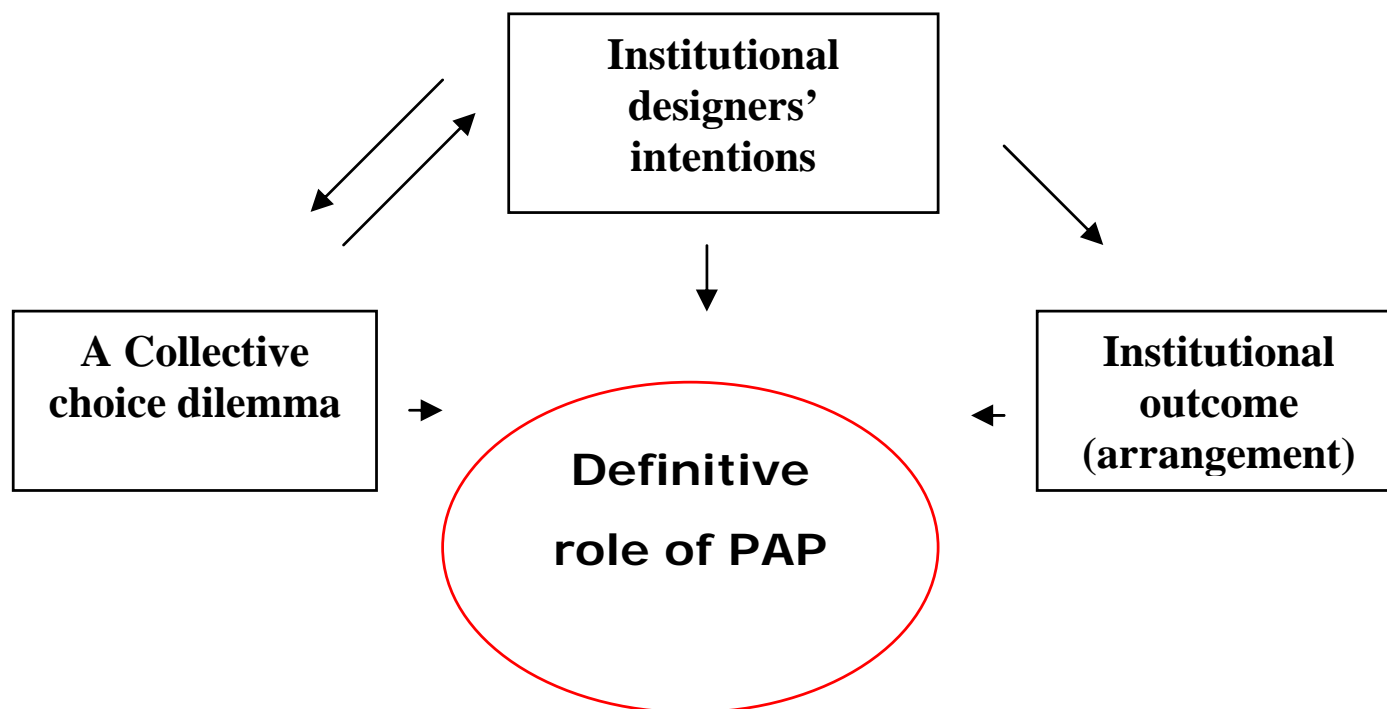 Institutional
designers’
intentions
A Collective
choice dilemma
Institutional
outcome
(arrangement)
Definitive
role of PAP